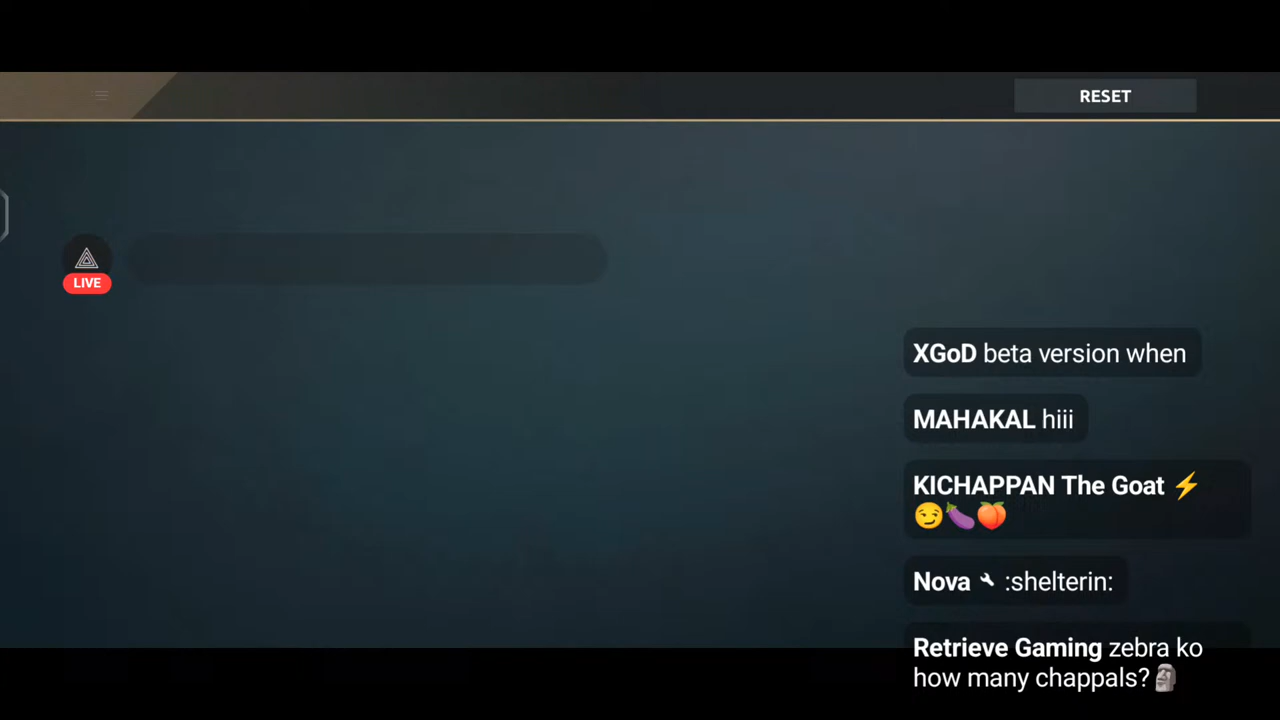 RESET
LIVE
XGoD beta version when
MAHAKAL hiii
KICHAPPAN The Goat ⚡
😏🍆🍑
Nova 🔧 :shelterin:
Retrieve Gaming zebra ko
how many chappals?🗿